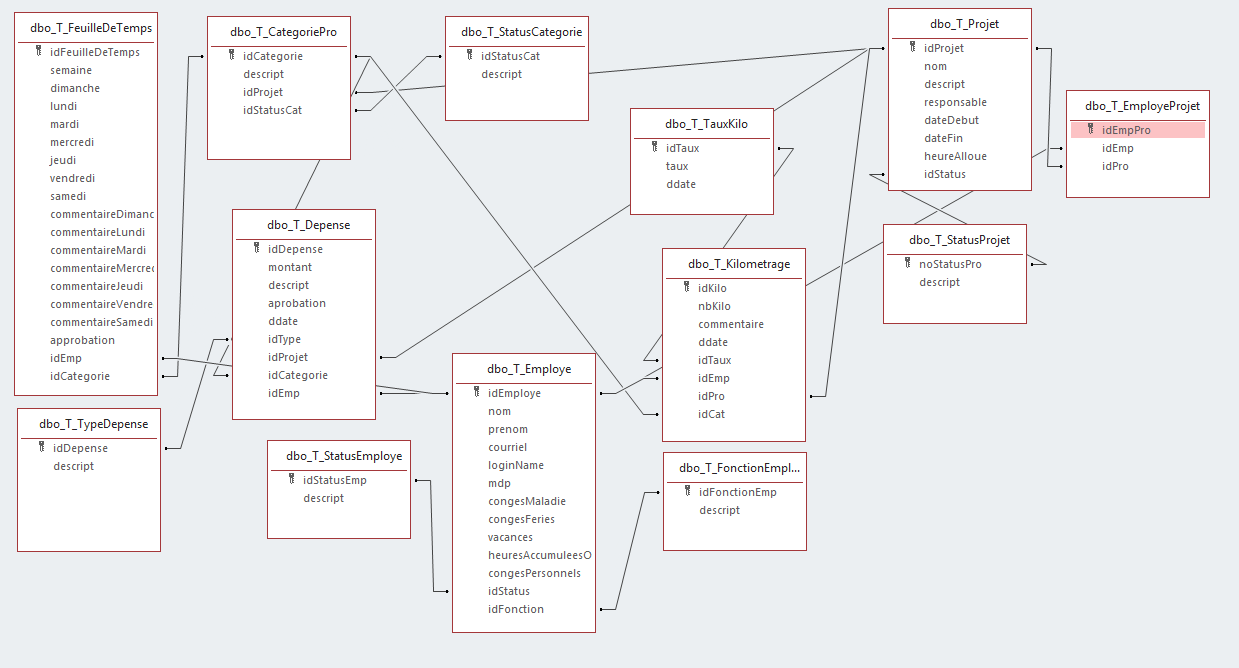 dbo_T_FeuilleDeTemps
idFeuilleDeTemps
semaine
dimanche
lundi
mardi
mercredi
jeudi
vendredi
samedi
commentaireDimanc
commentaireLundi
commentaireMardi
commentaireMercred
commentaireJeudi
commentaireVendre
commentaireSamedi
approbation
idEmp
idCategorie
dbo_T_CategoriePro
idCategorie
descript
idProjet
idStatusCat
dbo_T_StatusCategorie
idStatusCat
descript
dbo_T_Projet
idProjet
nom
descript
responsable
dateDebut
dateFin
heureAlloue
idStatus
dbo_T_EmployeProjet
idEmpPro
idEmp
idPro
dbo_T_TauxKilo
idTaux
taux
ddate
dbo_T_Depense
idDepense
montant
descript
aprobation
ddate
idType
idProjet
idCategorie
idEmp
dbo_T_StatusProjet
noStatusPro
descript
dbo_T_Kilometrage
idKilo
nbKilo
commentaire
ddate
idTaux
idEmp
idPro
idCat
dbo_T_Employe
idEmploye
nom
prenom
courriel
loginName
mdp
congesMaladie
congesFeries
vacances
heuresAccumuleesO
congesPersonnels
idStatus
idFonction
dbo_T_TypeDepense
idDepense
descript
dbo_T_StatusEmploye
idStatusEmp
descript
dbo_T_FonctionEmpl...
idFonctionEmp
descript